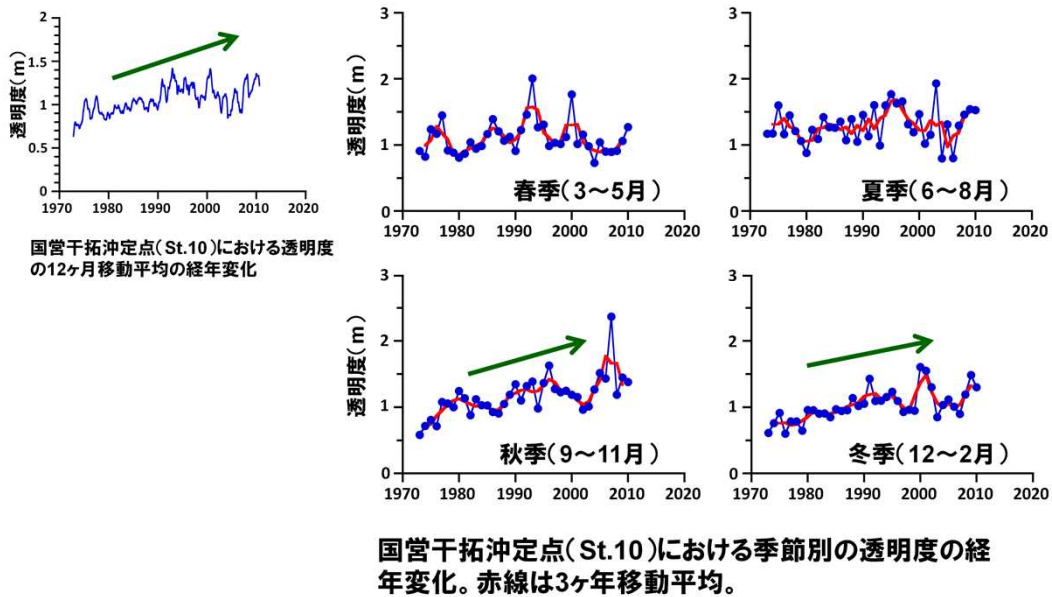 透明度(m)
2
1.5
1
0.5
0
1970 1980 1990 2000 2010 2020
国営干拓沖定点(St.10)における透明度
の12ヶ月移動平均の経年変化
透明度(m)
3
2
1
0
春季(3～5月)
1970 1980 1990 2000 2010 2020
3
2
1
0
夏季(6～8月)
1970 1980 1990 2000 2010 2020
透明度(m)
3
2
1
0
秋季(9～11月)
1970 1980 1990 2000 2010 2020
3
2
1
0
冬季(12～2月)
1970 1980 1990 2000 2010 2020
国営干拓沖定点(St.10)における季節別の透明度の経
年変化。赤線は3ヶ年移動平均。